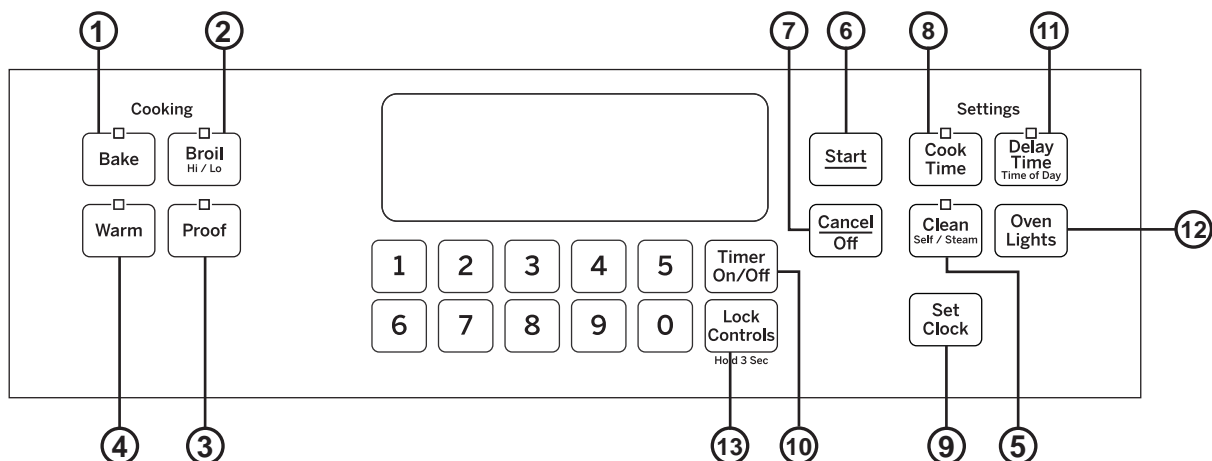 1
2
7
6
8
11
Cooking
Settings
Bake
Broil
Hi / Lo
Start
Cook
Time
Delay
Time
Time of Day
Warm
Proof
Cancel
Off
Clean
Self / Steam
Oven
Lights
12
1
2
3
4
5
Timer
On/Off
6
7
8
9
0
Lock
Controls
Hold 3 Sec
Set
Clock
4
3
13
10
9
5